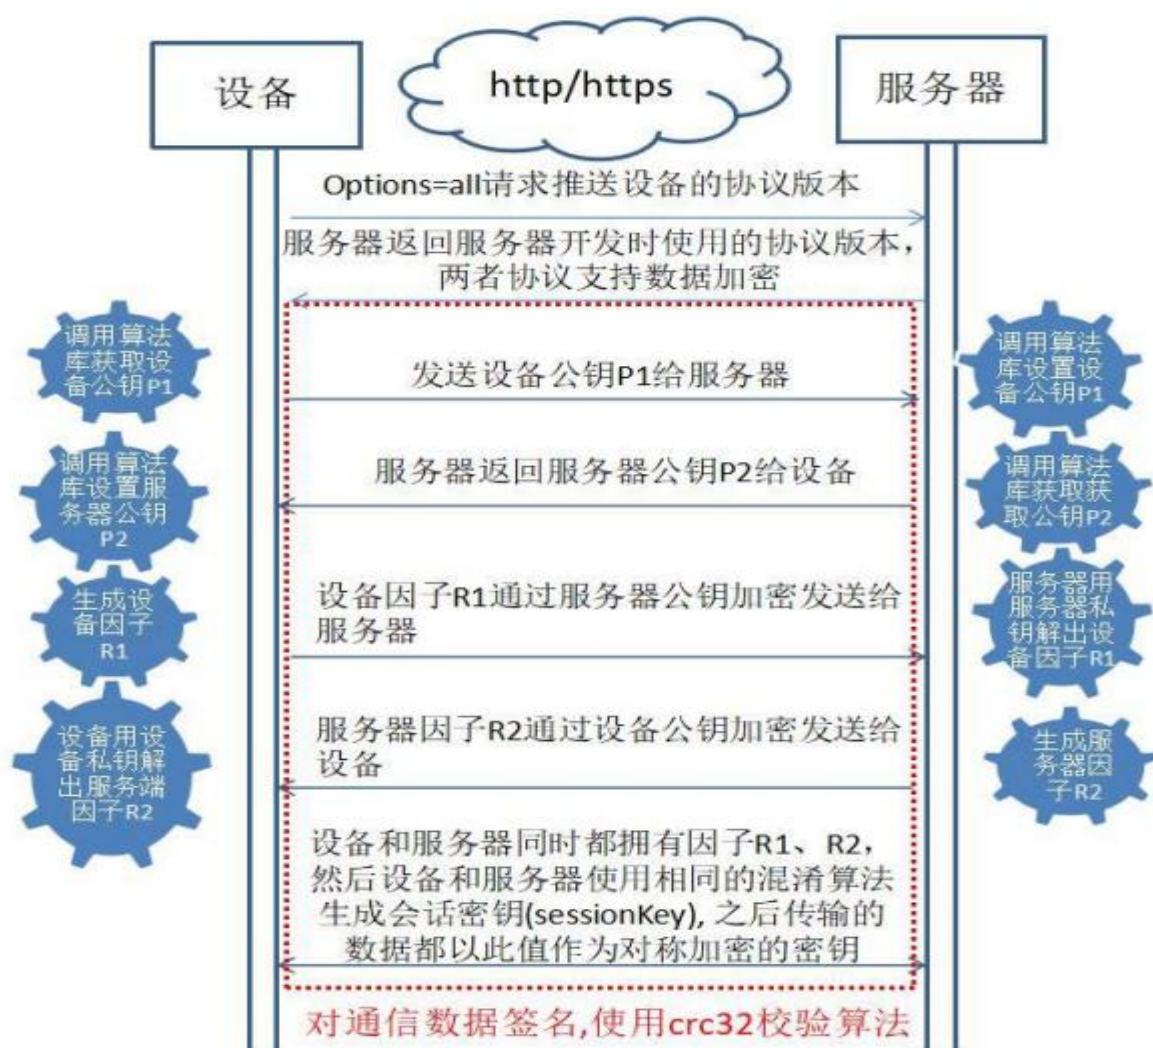 设备
http/https
服务器
Options=all请求推送设备的协议版本
服务器返回服务器开发时使用的协议版本，
两者协议支持数据加密
调用算法
库获取设
备公钥P1
发送设备公钥P1给服务器
调用算法
库设置设
备公钥P1
调用算法
库设置服
务器公钥
P2
服务器返回服务器公钥P2给设备
调用算法
库获取获
取公钥P2
生成设
备因子
R1
设备因子R1通过服务器公钥加密发送给
服务器
服务器用
服务器私
钥解出设
备因子R1
设备用设
备私钥解
出服务端
因子R2
服务器因子R2通过设备公钥加密发送给
设备
生成服
务器因
子R2
设备和服务器同时都拥有因子R1、R2，
然后设备和服务器使用相同的混淆算法
生成会话密钥(sessionKey), 之后传输的
数据都以此值作为对称加密的密钥
对通信数据签名,使用crc32校验算法